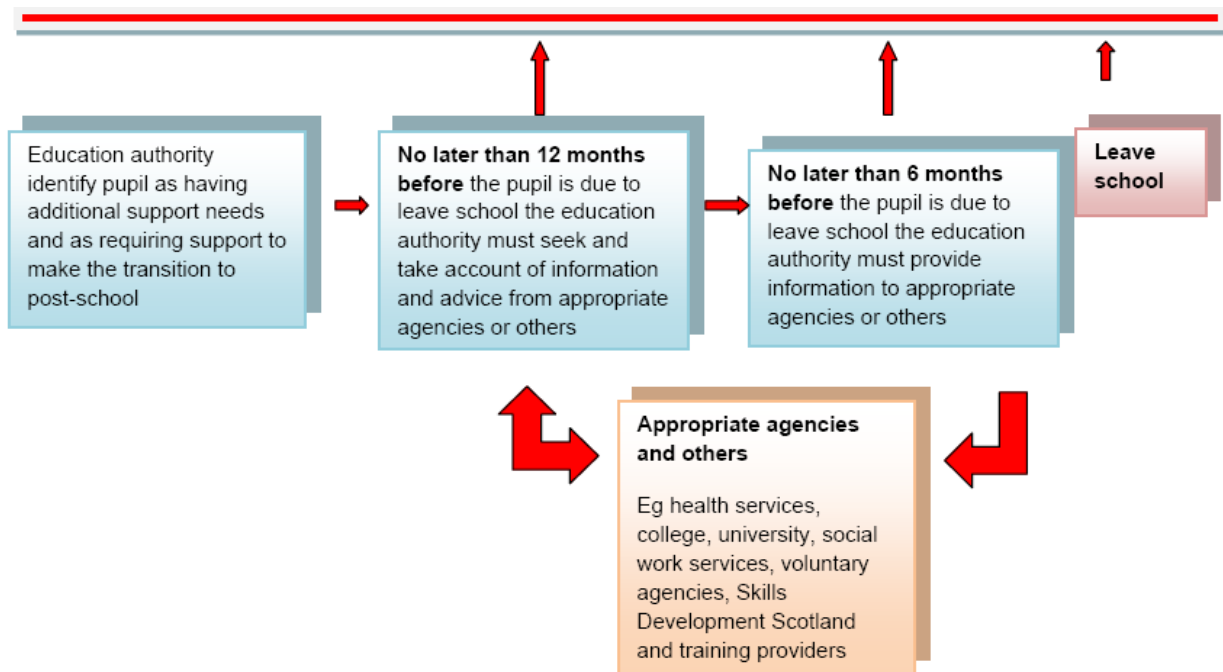 Education authority
identify pupil as having
additional support needs
and as requiring support to
make the transition to
post-school
No later than 12 months
before the pupil is due to
leave school the education
authority must seek and
take account of information
and advice from appropriate
agencies or others
No later than 6 months
before the pupil is due to
leave school the education
authority must provide
information to appropriate
agencies or others
Leave
school
Appropriate agencies
and others
Eg health services,
college, university, social
work services, voluntary
agencies, Skills
Development Scotland
and training providers